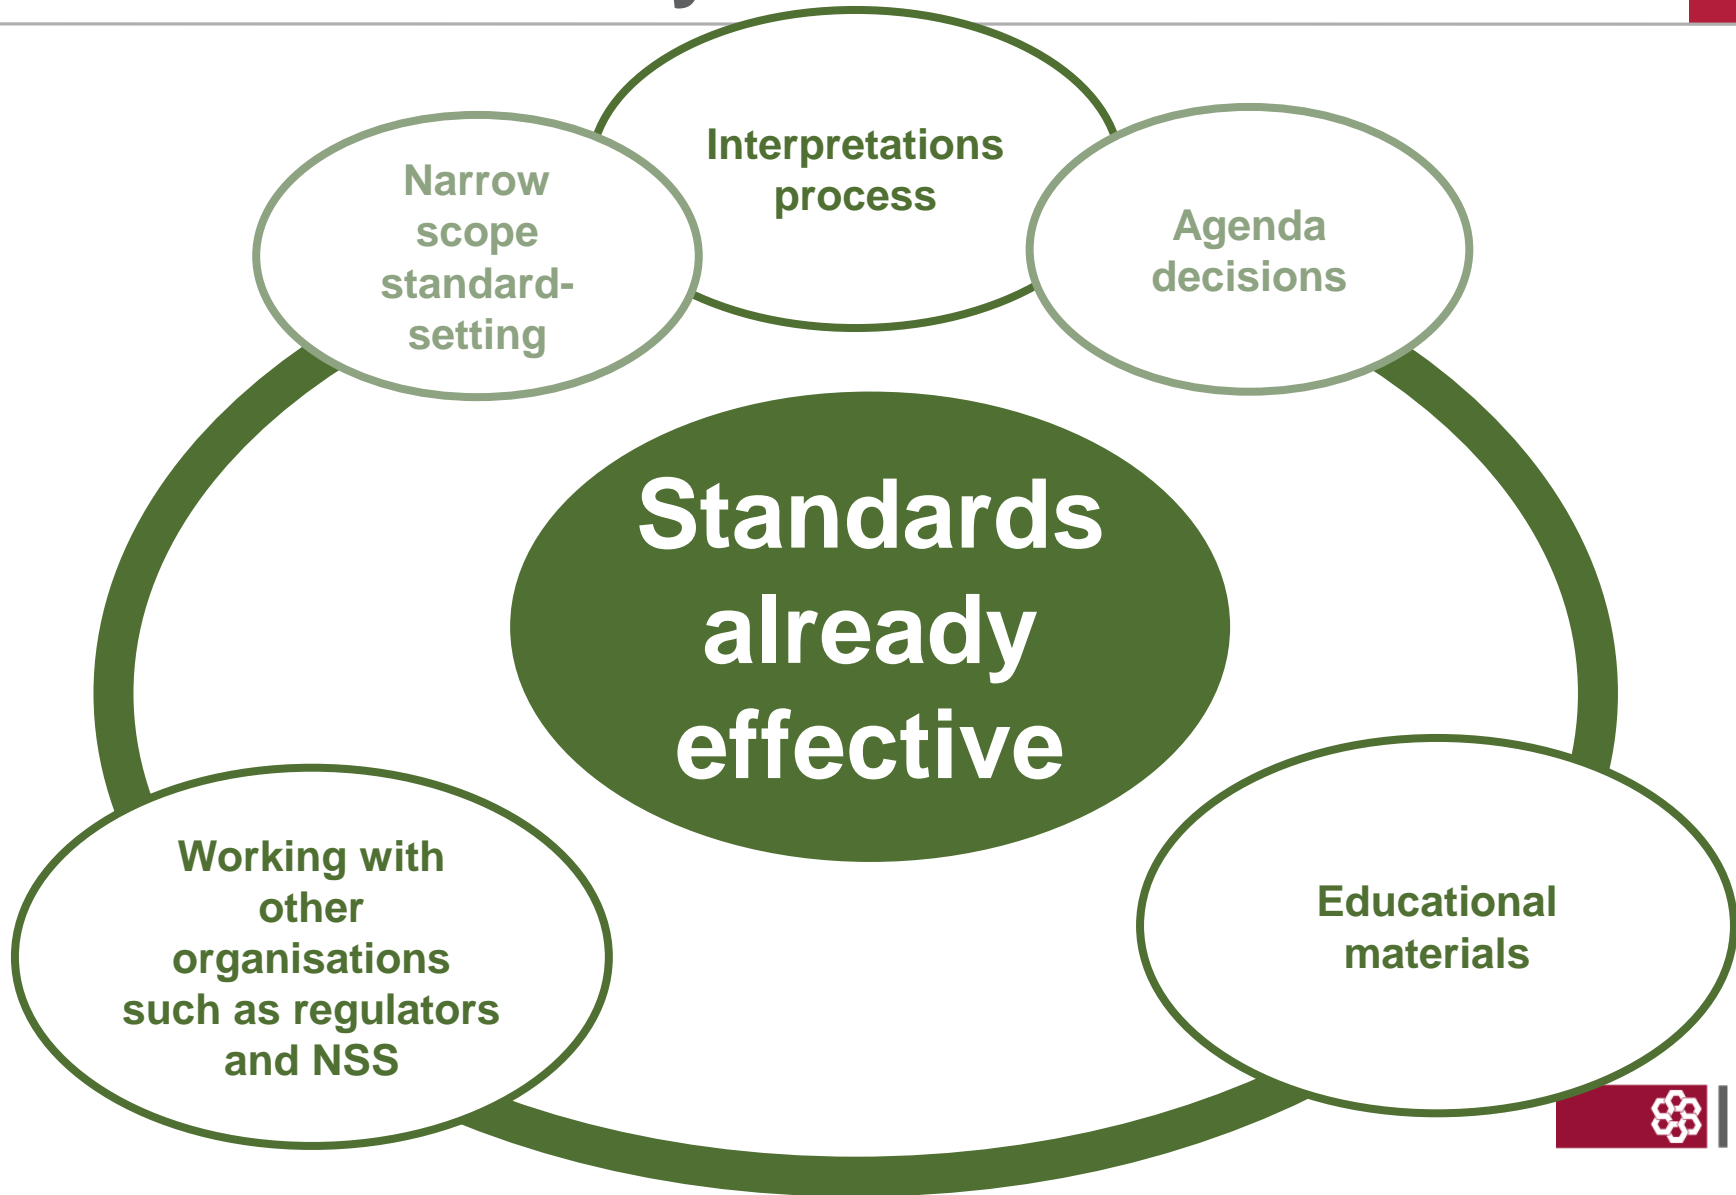 Interpretations
process
Narrow
scope
standard-
setting
Agenda
decisions
Standards
already
effective
Working with
other
organisations
such as regulators
and NSS
Educational
materials